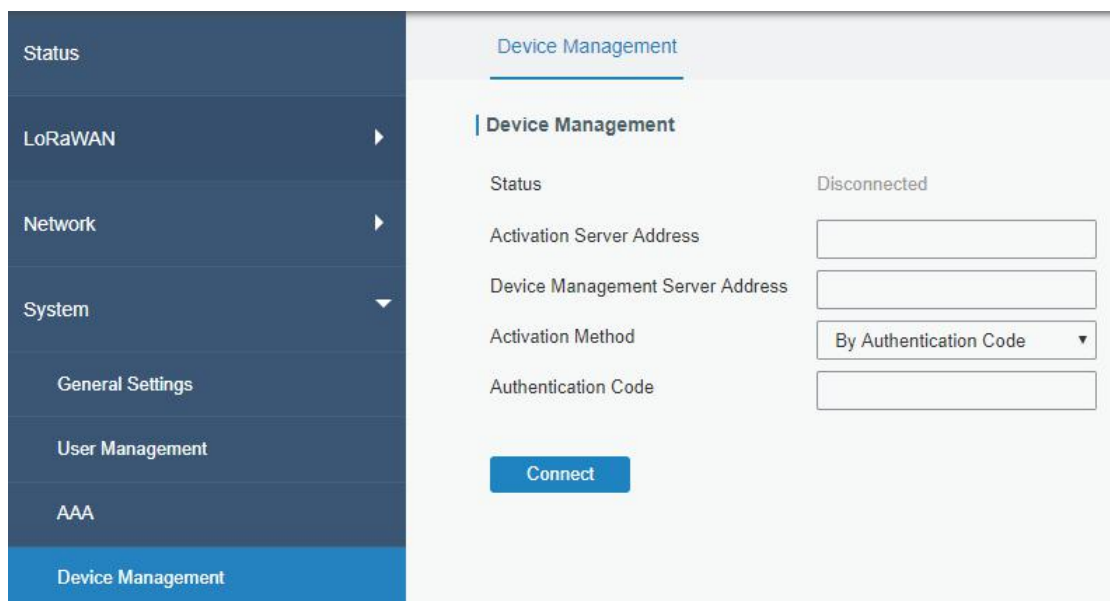 Status
LoRaWAN
Network
System
General Settings
User Management
AAA
Device Management
Device Management
Device Management
Status Disconnected
Activation Server Address
Device Management Server Address
Activation Method By Authentication Code
Authentication Code
Connect